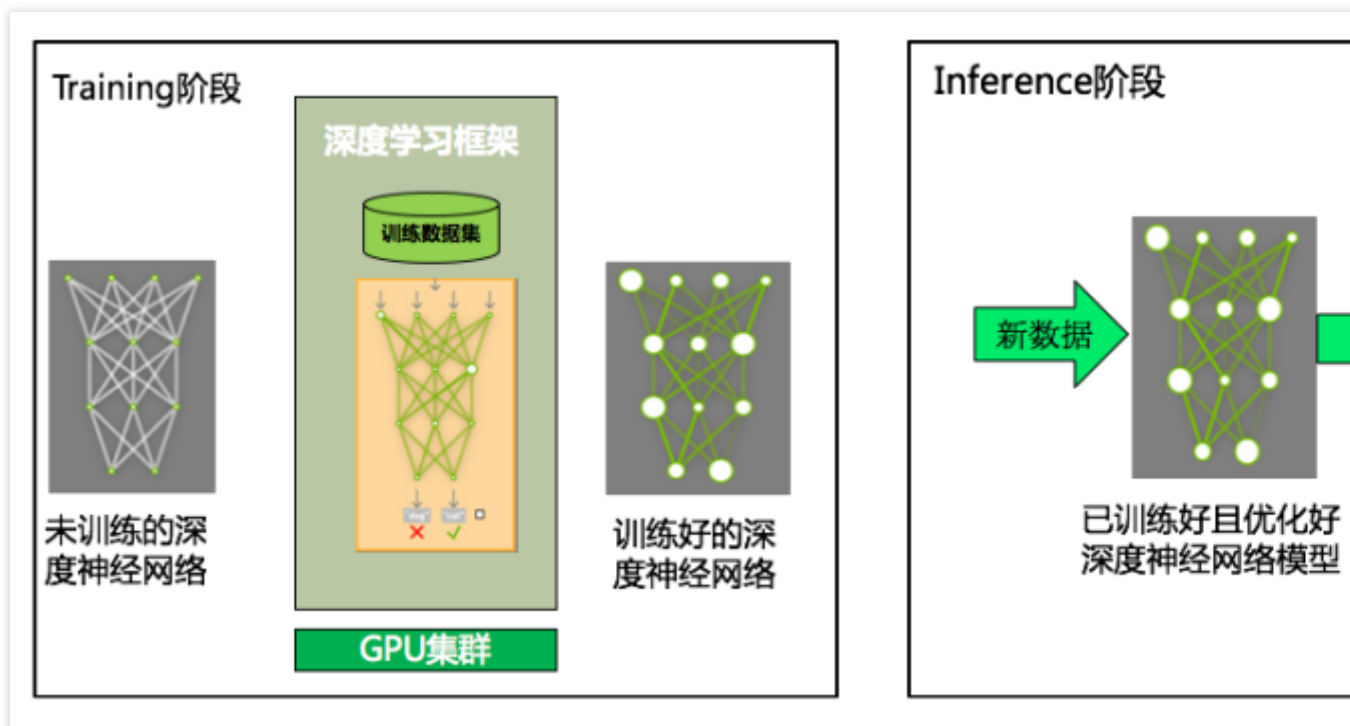 Training阶段
深度学习框架
训练数据集
"dog" "cat"
未训练的深
度神经网络
训练好的深
度神经网络
GPU集群
Inference阶段
新数据
已训练好且优化好
深度神经网络模型